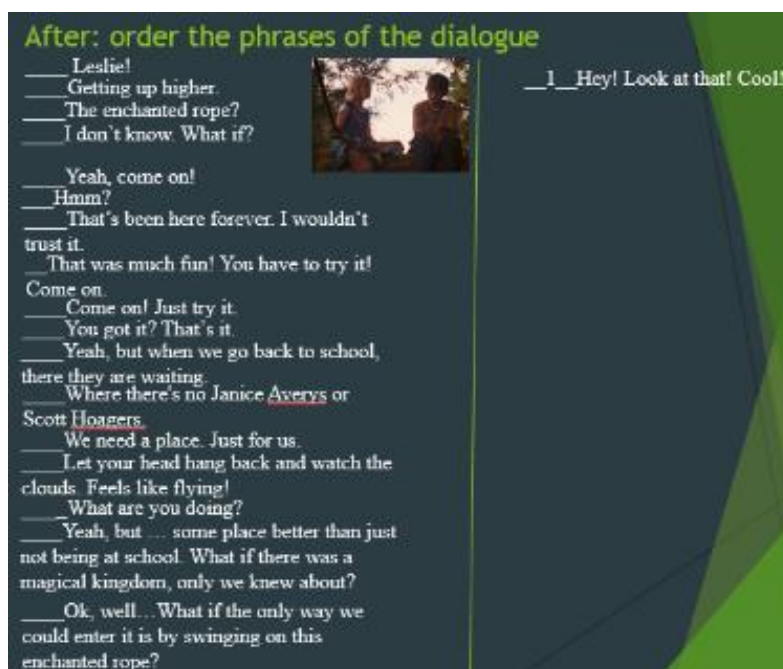 After: order the phrases of the dialogue
____ Leslie!
____Getting up higher.
____The enchanted rope?
____I don't know. What if?
____Yeah, come on!
___Hmm?
____That's been here forever. I wouldn't
trust it.
__That was much fun! You have to try it!
Come on.
____Come on! Just try it.
____You got it? That's it.
____Yeah, but when we go back to school,
there they are waiting.
____Where there's no Janice Averys or
Scott Hoagers.
____We need a place. Just for us.
____Let your head hang back and watch the
clouds. Feels like flying!
_____What are you doing?
____Yeah, but … some place better than just
not being at school. What if there was a
magical kingdom, only we knew about?
____Ok, well…What if the only way we
could enter it is by swinging on this
enchanted rope?
__1__Hey! Look at that! Cool!